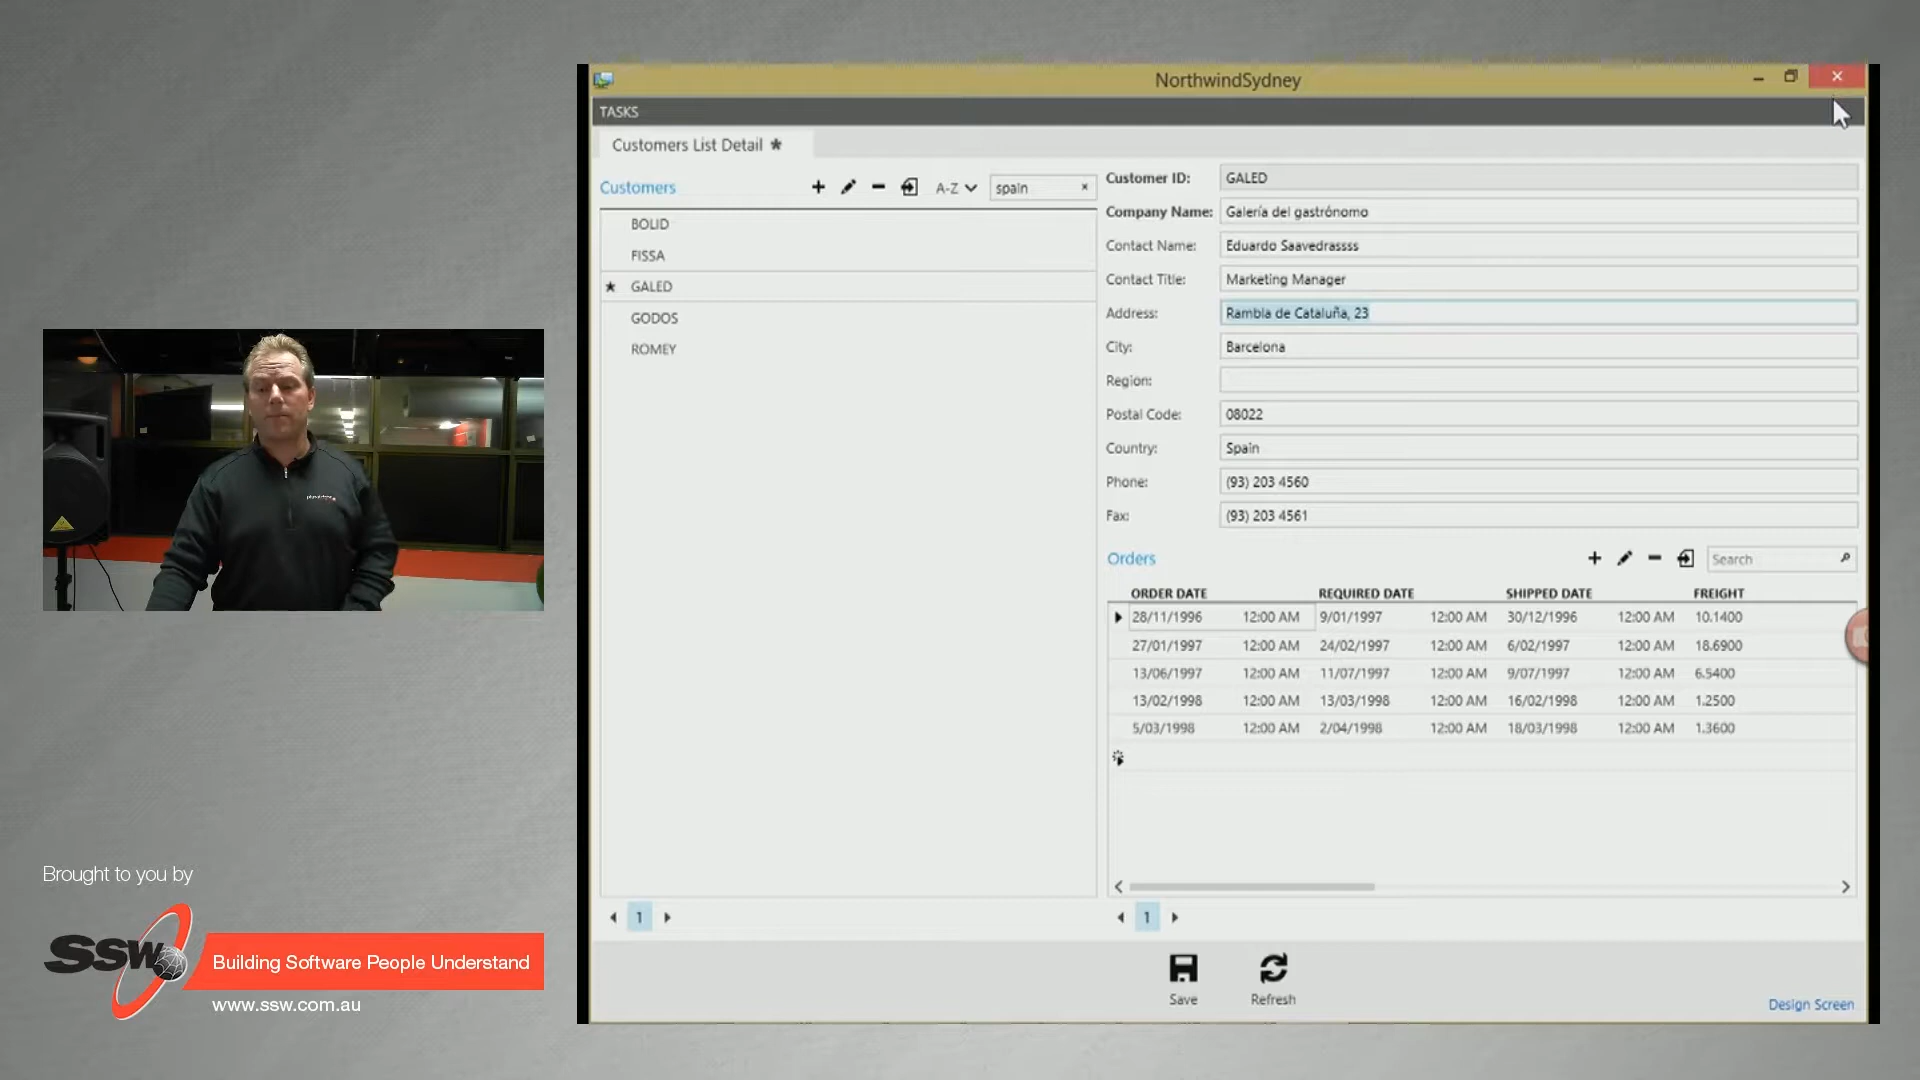 NorthwindSydney
TASKS
Customers List Detail *
Customers
A-Z
spain
BOLID
FISSA
GALED
GODOS
ROMEY
1
Customer ID: GALED
Company Name: Galería del gastrónomo
Contact Name: Eduardo Saavedrassss
Contact Title: Marketing Manager
Address: Rambla de Cataluña, 23
City: Barcelona
Region:
Postal Code: 08022
Country: Spain
Phone: (93) 203 4560
Fax: (93) 203 4561
Orders
Search
ORDER DATE REQUIRED DATE SHIPPED DATE FREIGHT
28/11/1996 12:00 AM 9/01/1997 12:00 AM 30/12/1996 12:00 AM 10.1400
27/01/1997 12:00 AM 24/02/1997 12:00 AM 6/02/1997 12:00 AM 18.6900
13/06/1997 12:00 AM 11/07/1997 12:00 AM 9/07/1997 12:00 AM 6.5400
13/02/1998 12:00 AM 13/03/1998 12:00 AM 16/02/1998 12:00 AM 1.2500
5/03/1998 12:00 AM 2/04/1998 12:00 AM 18/03/1998 12:00 AM 1.3600
1
Save Refresh
Design Screen
Brought to you by
SSW
Building Software People Understand
www.ssw.com.au